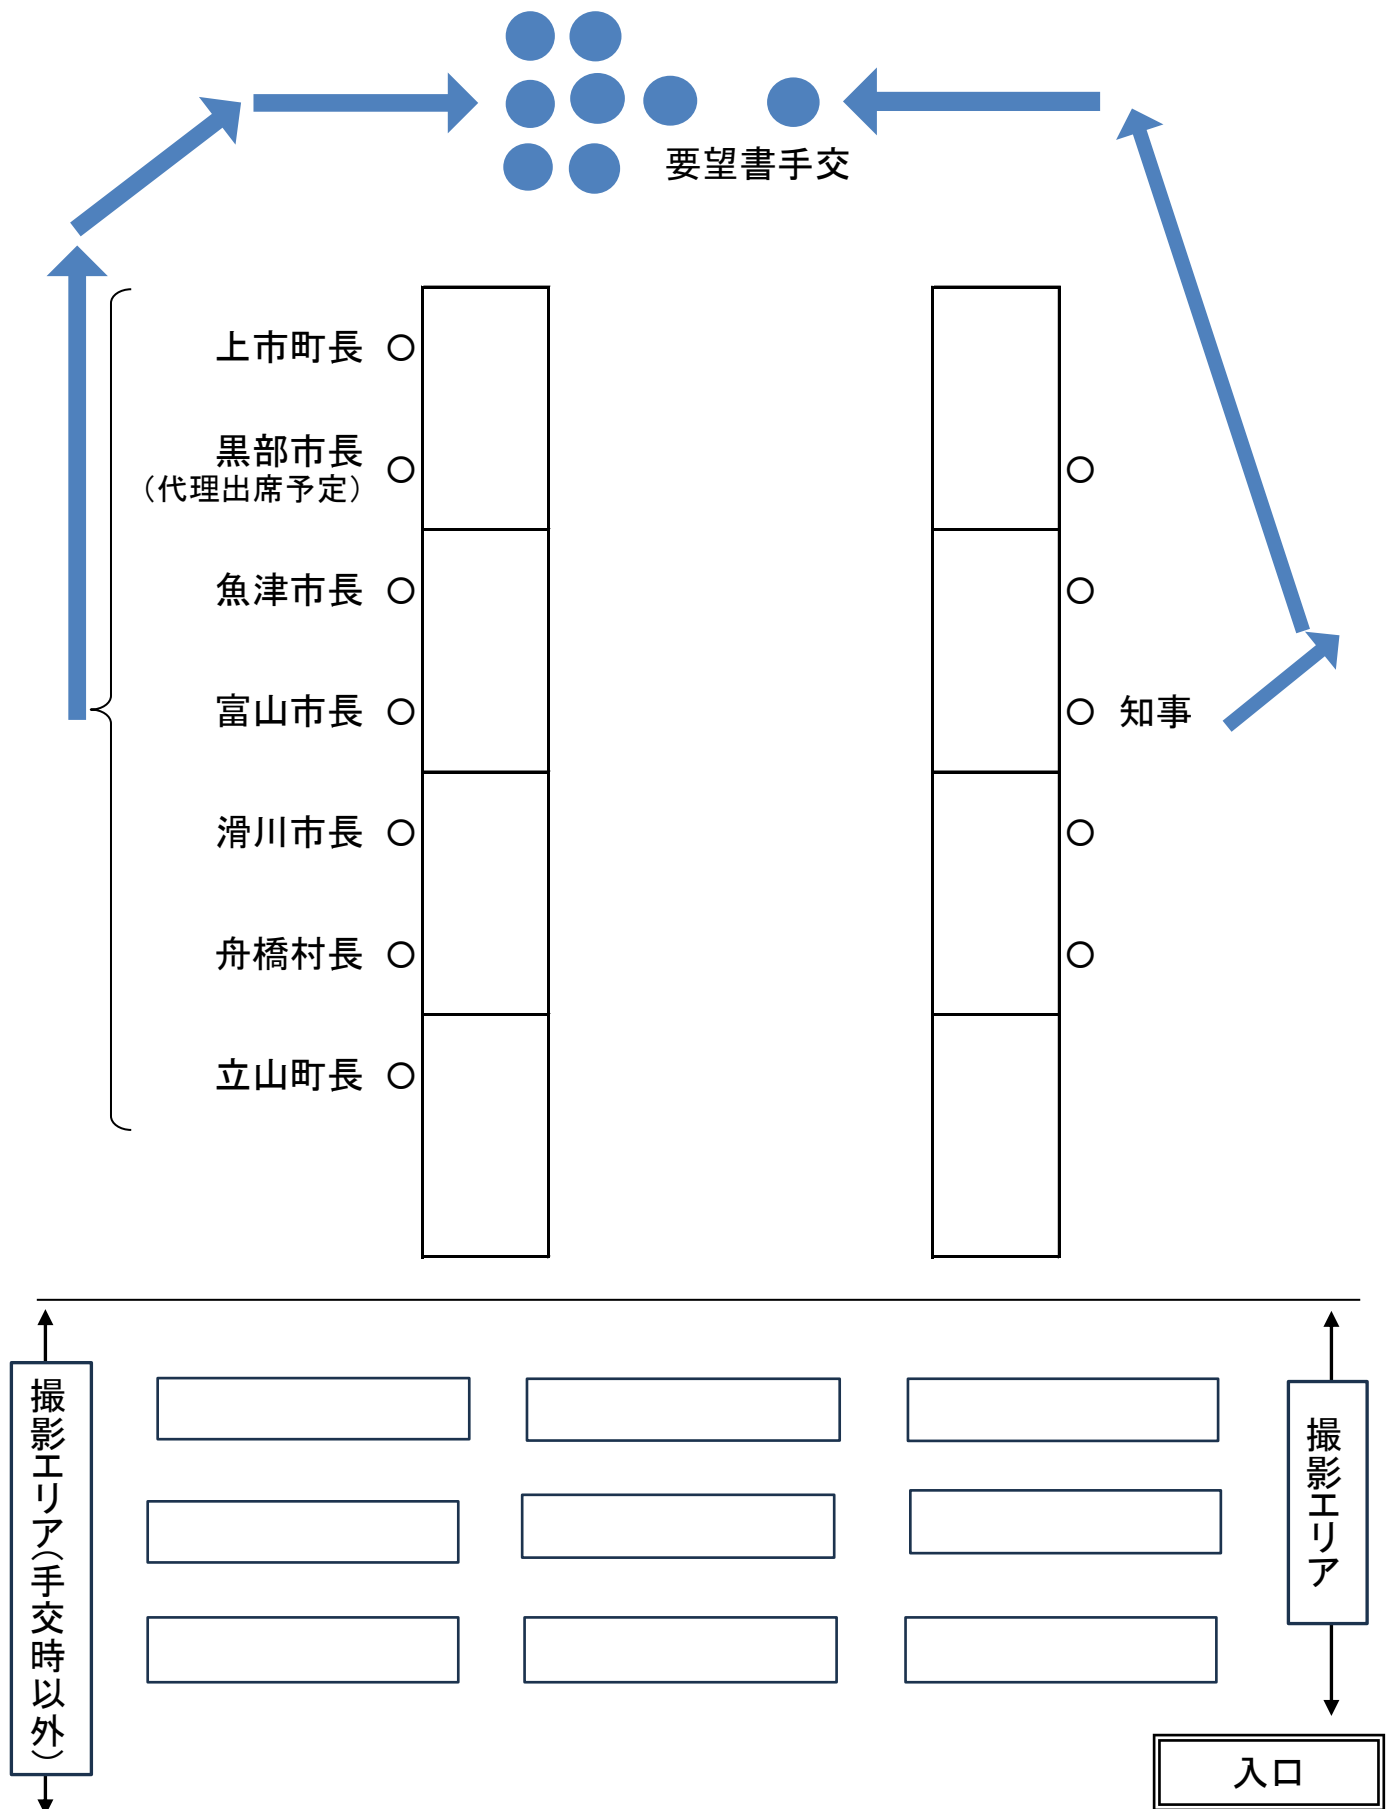 要望書手交
上市町長
黒部市長
（代理出席予定）
魚津市長
富山市長
知事
滑川市長
舟橋村長
立山町長
撮影エリア（手交時以外）
撮影エリア
入口